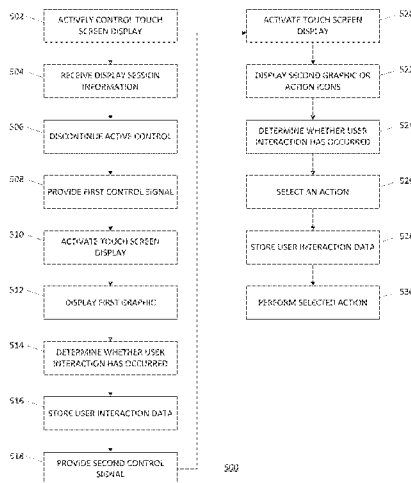 502
ACTIVELY CONTROL TOUCH
SCREEN DISPLAY
504
RECEIVE DISPLAY SESSION
INFORMATION
506
DISCONTINUE ACTIVE CONTROL
508
PROVIDE FIRST CONTROL SIGNAL
510
ACTIVATE TOUCH SCREEN
DISPLAY
512
DISPLAY FIRST GRAPHIC
514
DETERMINE WHETHER USER
INTERACTION HAS OCCURRED
516
STORE USER INTERACTION DATA
518
PROVIDE SECOND CONTROL
SIGNAL
ACTIVATE TOUCH SCREEN
DISPLAY
DISPLAY SECOND GRAPHIC OR
ACTION ICONS
DETERMINE WHETHER USER
INTERACTION HAS OCCURRED
SELECT AN ACTION
STORE USER INTERACTION DATA
PERFORM SELECTED ACTION
500